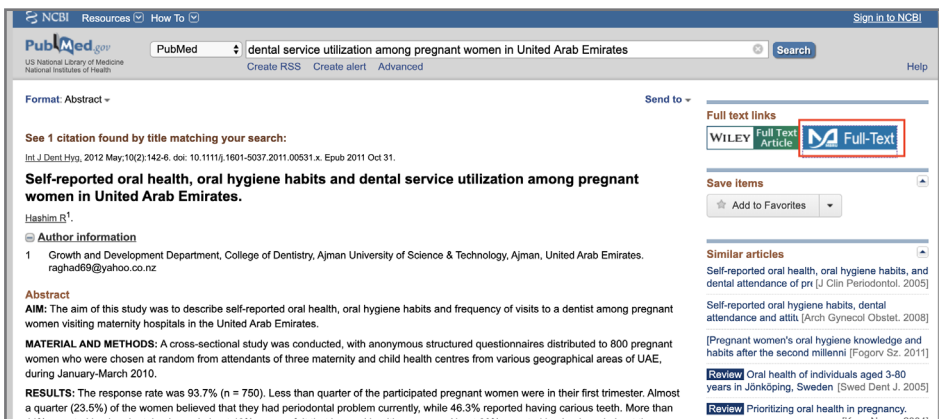 NCBI Resources How To Sign in to NCBI
PubMed.gov
US National Library of Medicine
National Institutes of Health
PubMed dental service utilization among pregnant women in United Arab Emirates Search
Create RSS Create alert Advanced Help
Format: Abstract Send to
See 1 citation found by title matching your search:
Int J Dent Hyg. 2012 May;10(2):142-6. doi: 10.1111/j.1601-5037.2011.00531.x. Epub 2011 Oct 31.
Self-reported oral health, oral hygiene habits and dental service utilization among pregnant
women in United Arab Emirates.
Hashim R1.
Author information
1 Growth and Development Department, College of Dentistry, Ajman University of Science & Technology, Ajman, United Arab Emirates.
raghad69@yahoo.co.nz
Abstract
AIM: The aim of this study was to describe self-reported oral health, oral hygiene habits and frequency of visits to a dentist among pregnant
women visiting maternity hospitals in the United Arab Emirates.
MATERIAL AND METHODS: A cross-sectional study was conducted, with anonymous structured questionnaires distributed to 800 pregnant
women who were chosen at random from attendants of three maternity and child health centres from various geographical areas of UAE,
during January-March 2010.
RESULTS: The response rate was 93.7% (n = 750). Less than quarter of the participated pregnant women were in their first trimester. Almost
a quarter (23.5%) of the women believed that they had periodontal problem currently, while 46.3% reported having carious teeth. More than
Full text links
WILEY Full Text
Article
Full-Text
Save items
Add to Favorites
Similar articles
Self-reported oral health, oral hygiene habits, and
dental attendance of pre [J Clin Periodontol. 2005]
Self-reported oral hygiene habits, dental
attendance and attitu [Arch Gynecol Obstet. 2008]
[Pregnant women's oral hygiene knowledge and
habits after the second millenni [Fogorv Sz. 2011]
Review Oral health of individuals aged 3-80
years in Jönköping, Sweden [Swed Dent J. 2005]
Review Prioritizing oral health in pregnancy.